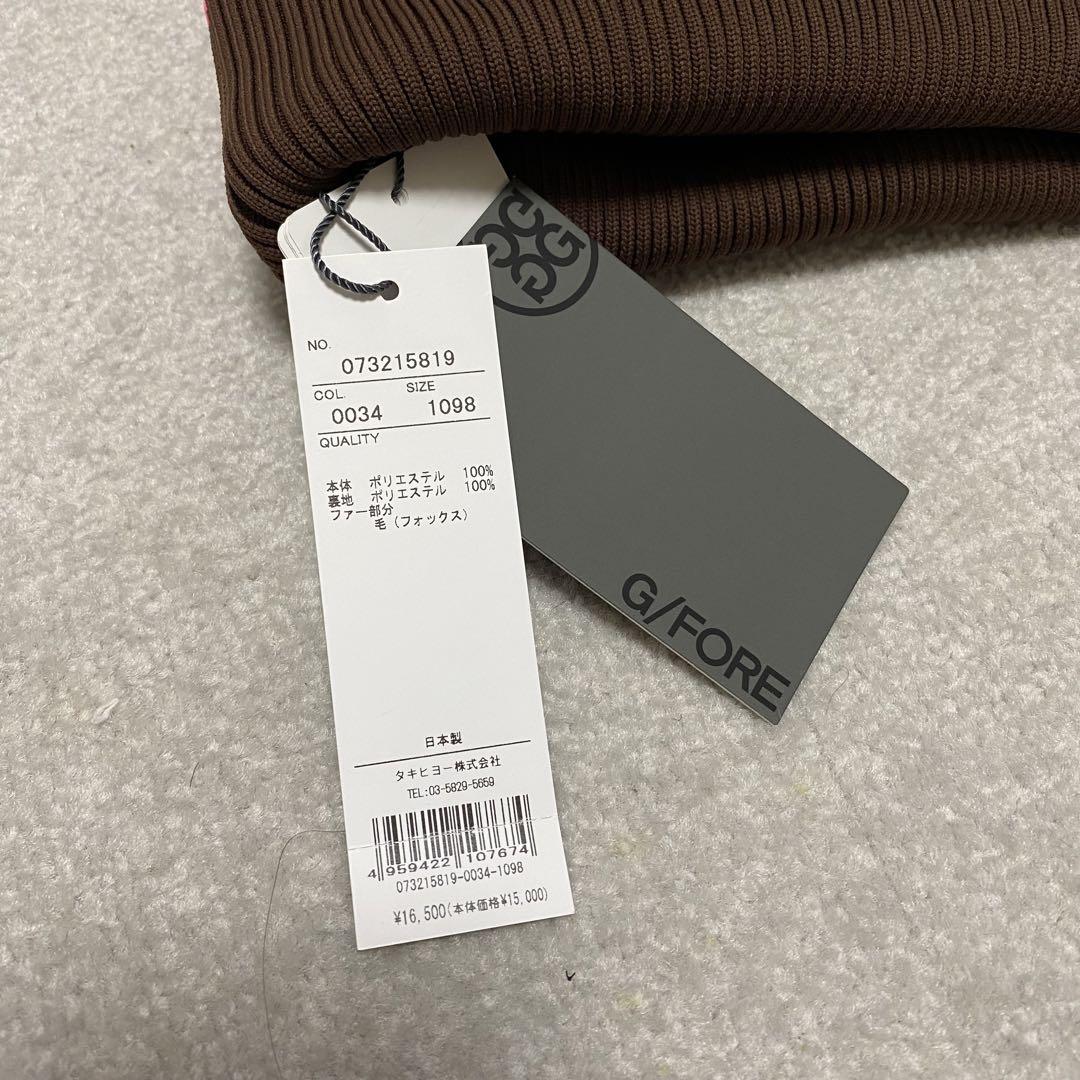 NO.
073215819
COL. SIZE
0034 1098
QUALITY
本体 ポリエステル 100%
裏地 ポリエステル 100%
ファー部分
毛(フォックス)
日本製
タキヒヨー株式会社
TEL:03-5829-5659
4 959422 107674
073215819-0034-1098
¥16,500(本体価格¥15,000)
GGGG
G/FORE